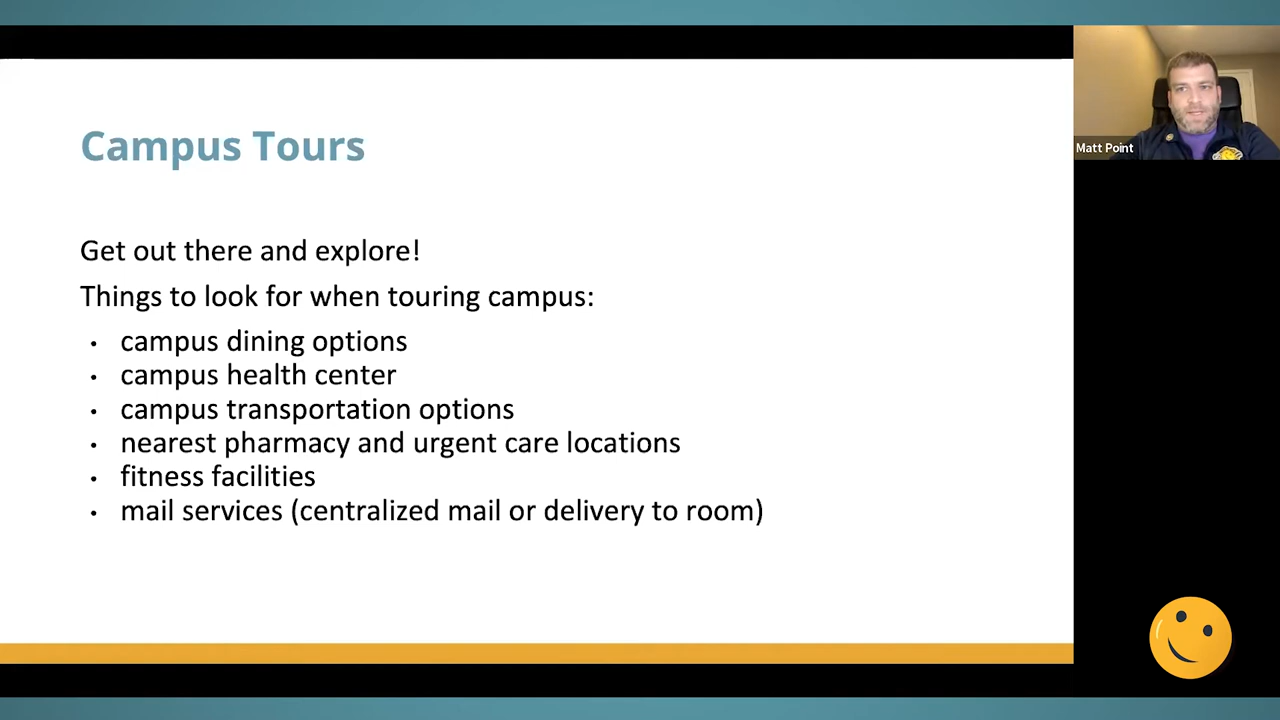 Campus Tours
Get out there and explore!
Things to look for when touring campus:
• campus dining options
• campus health center
• campus transportation options
• nearest pharmacy and urgent care locations
• fitness facilities
• mail services (centralized mail or delivery to room)
Matt Point